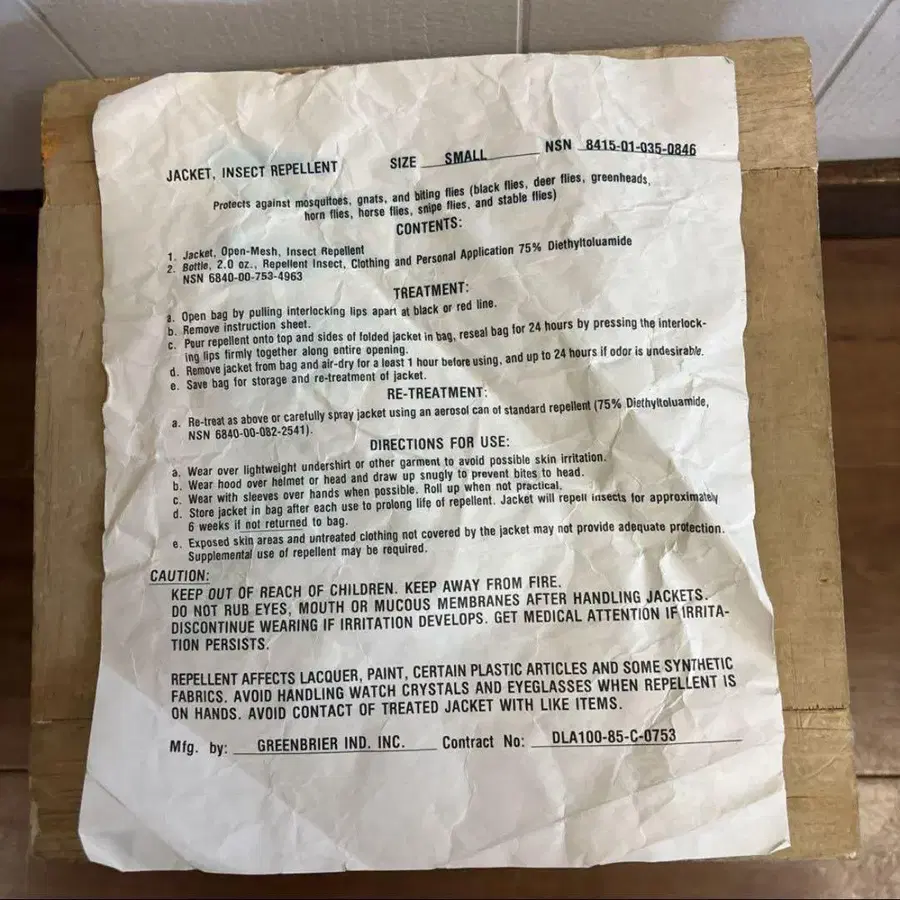 JACKET, INSECT REPELLENT SIZE SMALL NSN 8415-01-035-0846
Protects against mosquitoes, gnats, and biting flies (black flies, deer flies, greenheads,
horn flies, horse flies, snipe flies, and stable flies)
CONTENTS:
1. Jacket, Open-Mesh, Insect Repellent
2. Bottle, 2.0 oz., Repellent Insect, Clothing and Personal Application 75% Diethyltoluamide
NSN 6840-00-753-4963
TREATMENT:
a. Open bag by pulling interlocking lips apart at black or red line.
b. Remove instruction sheet.
c. Pour repellent onto top and sides of folded jacket in bag, reseal bag for 24 hours by pressing the interlock-
ing lips firmly together along entire opening.
d. Remove jacket from bag and air-dry for a least 1 hour before using, and up to 24 hours if odor is undesirable.
e. Save bag for storage and re-treatment of jacket.
RE-TREATMENT:
a. Re-treat as above or carefully spray jacket using an aerosol can of standard repellent (75% Diethyltoluamide,
NSN 6840-00-082-2541).
DIRECTIONS FOR USE:
a. Wear over lightweight undershirt or other garment to avoid possible skin irritation.
b. Wear hood over helmet or head and draw up snugly to prevent bites to head.
c. Wear with sleeves over hands when possible. Roll up when not practical.
d. Store jacket in bag after each use to prolong life of repellent. Jacket will repell insects for approximately
6 weeks if not returned to bag.
e. Exposed skin areas and untreated clothing not covered by the jacket may not provide adequate protection.
Supplemental use of repellent may be required.
CAUTION:
KEEP OUT OF REACH OF CHILDREN. KEEP AWAY FROM FIRE.
DO NOT RUB EYES, MOUTH OR MUCOUS MEMBRANES AFTER HANDLING JACKETS.
DISCONTINUE WEARING IF IRRITATION DEVELOPS. GET MEDICAL ATTENTION IF IRRITA-
TION PERSISTS.
REPELLENT AFFECTS LACQUER, PAINT, CERTAIN PLASTIC ARTICLES AND SOME SYNTHETIC
FABRICS. AVOID HANDLING WATCH CRYSTALS AND EYEGLASSES WHEN REPELLENT IS
ON HANDS. AVOID CONTACT OF TREATED JACKET WITH LIKE ITEMS.
Mfg. by: GREENBRIER IND. INC. Contract No: DLA100-85-C-0753